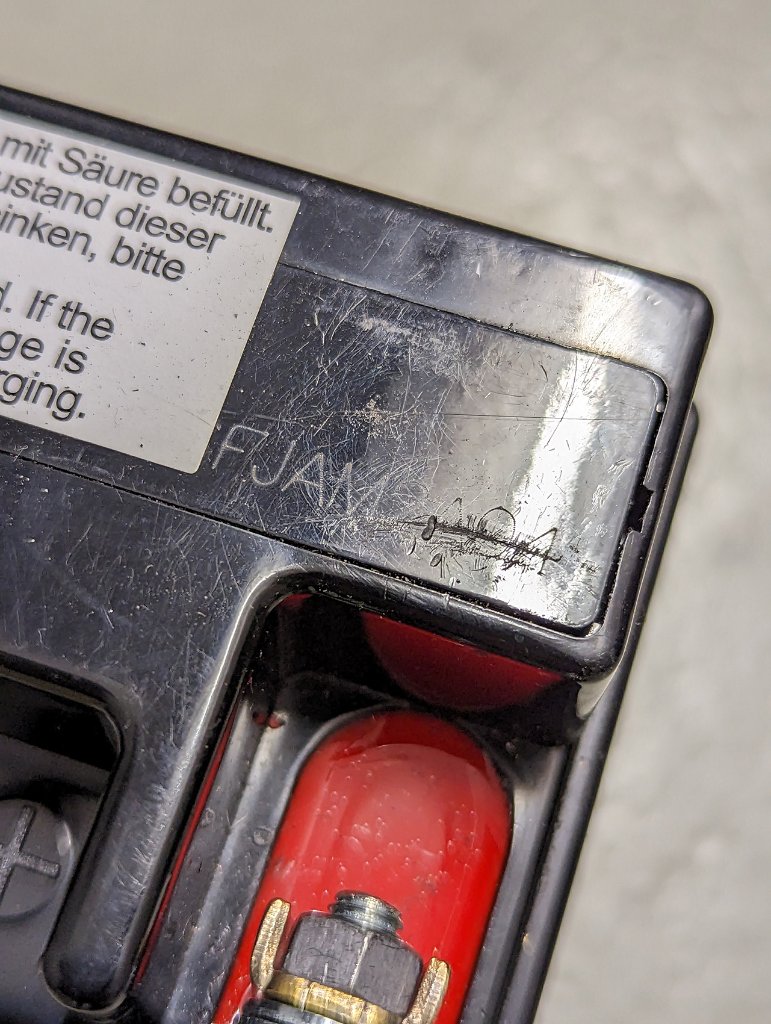 mit Säure befüllt.
ustand dieser
inken, bitte
d. If the
ge is
rging.
FJAM
+